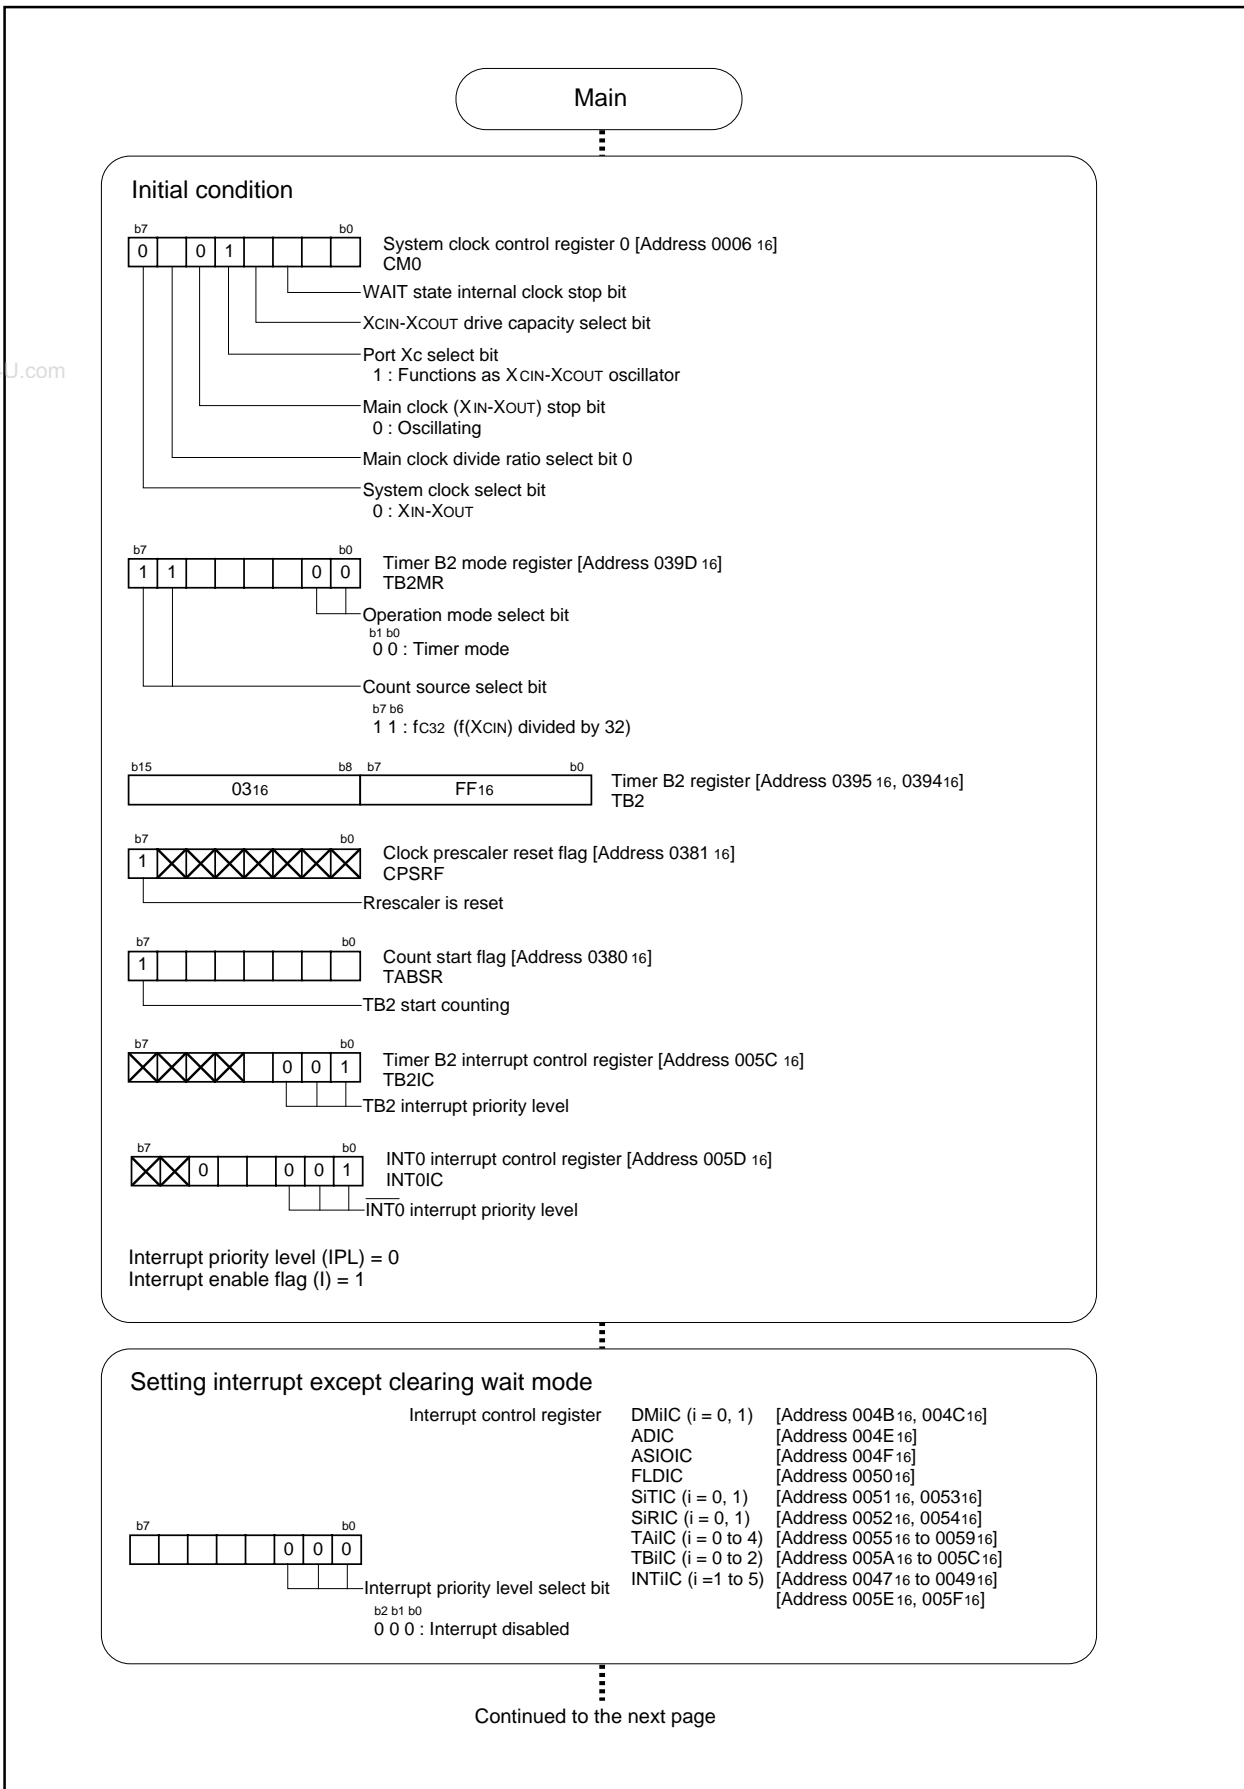 Main
Initial condition
b7 b0
0 0 1 System clock control register 0 [Address 0006 16]
CM0
WAIT state internal clock stop bit
XCIN-XCOUT drive capacity select bit
Port Xc select bit
U.com
1 : Functions as XCIN-XCOUT oscillator
Main clock (XIN-XOUT) stop bit
0 : Oscillating
Main clock divide ratio select bit 0
System clock select bit
0 : XIN-XOUT
b7 b0
1 1 0 0 Timer B2 mode register [Address 039D 16]
TB2MR
Operation mode select bit
b1 b0
0 0 : Timer mode
Count source select bit
b7 b6
1 1 : fC32 (f(XCIN) divided by 32)
b15 b8 b7 b0
0316 FF16 Timer B2 register [Address 0395 16, 039416]
TB2
b7 b0
1 Clock prescaler reset flag [Address 0381 16]
CPSRF
Rrescaler is reset
b7 b0
1 Count start flag [Address 0380 16]
TABSR
TB2 start counting
b7 b0
0 0 1 Timer B2 interrupt control register [Address 005C 16]
TB2IC
TB2 interrupt priority level
b7 b0
0 0 0 1 INT0 interrupt control register [Address 005D 16]
INT0IC
INT0 interrupt priority level
Interrupt priority level (IPL) = 0
Interrupt enable flag (I) = 1
Setting interrupt except clearing wait mode
Interrupt control register DMiIC (i = 0, 1) [Address 004B16, 004C16]
ADIC [Address 004E16]
ASIOIC [Address 004F16]
FLDIC [Address 005016]
SiTIC (i = 0, 1) [Address 005116, 005316]
SiRIC (i = 0, 1) [Address 005216, 005416]
TAiIC (i = 0 to 4) [Address 005516 to 005916]
TBiIC (i = 0 to 2) [Address 005A16 to 005C16]
INTiIC (i =1 to 5) [Address 004716 to 004916]
[Address 005E16, 005F16]
b7 b0
0 0 0
Interrupt priority level select bit
b2 b1 b0
0 0 0 : Interrupt disabled
Continued to the next page